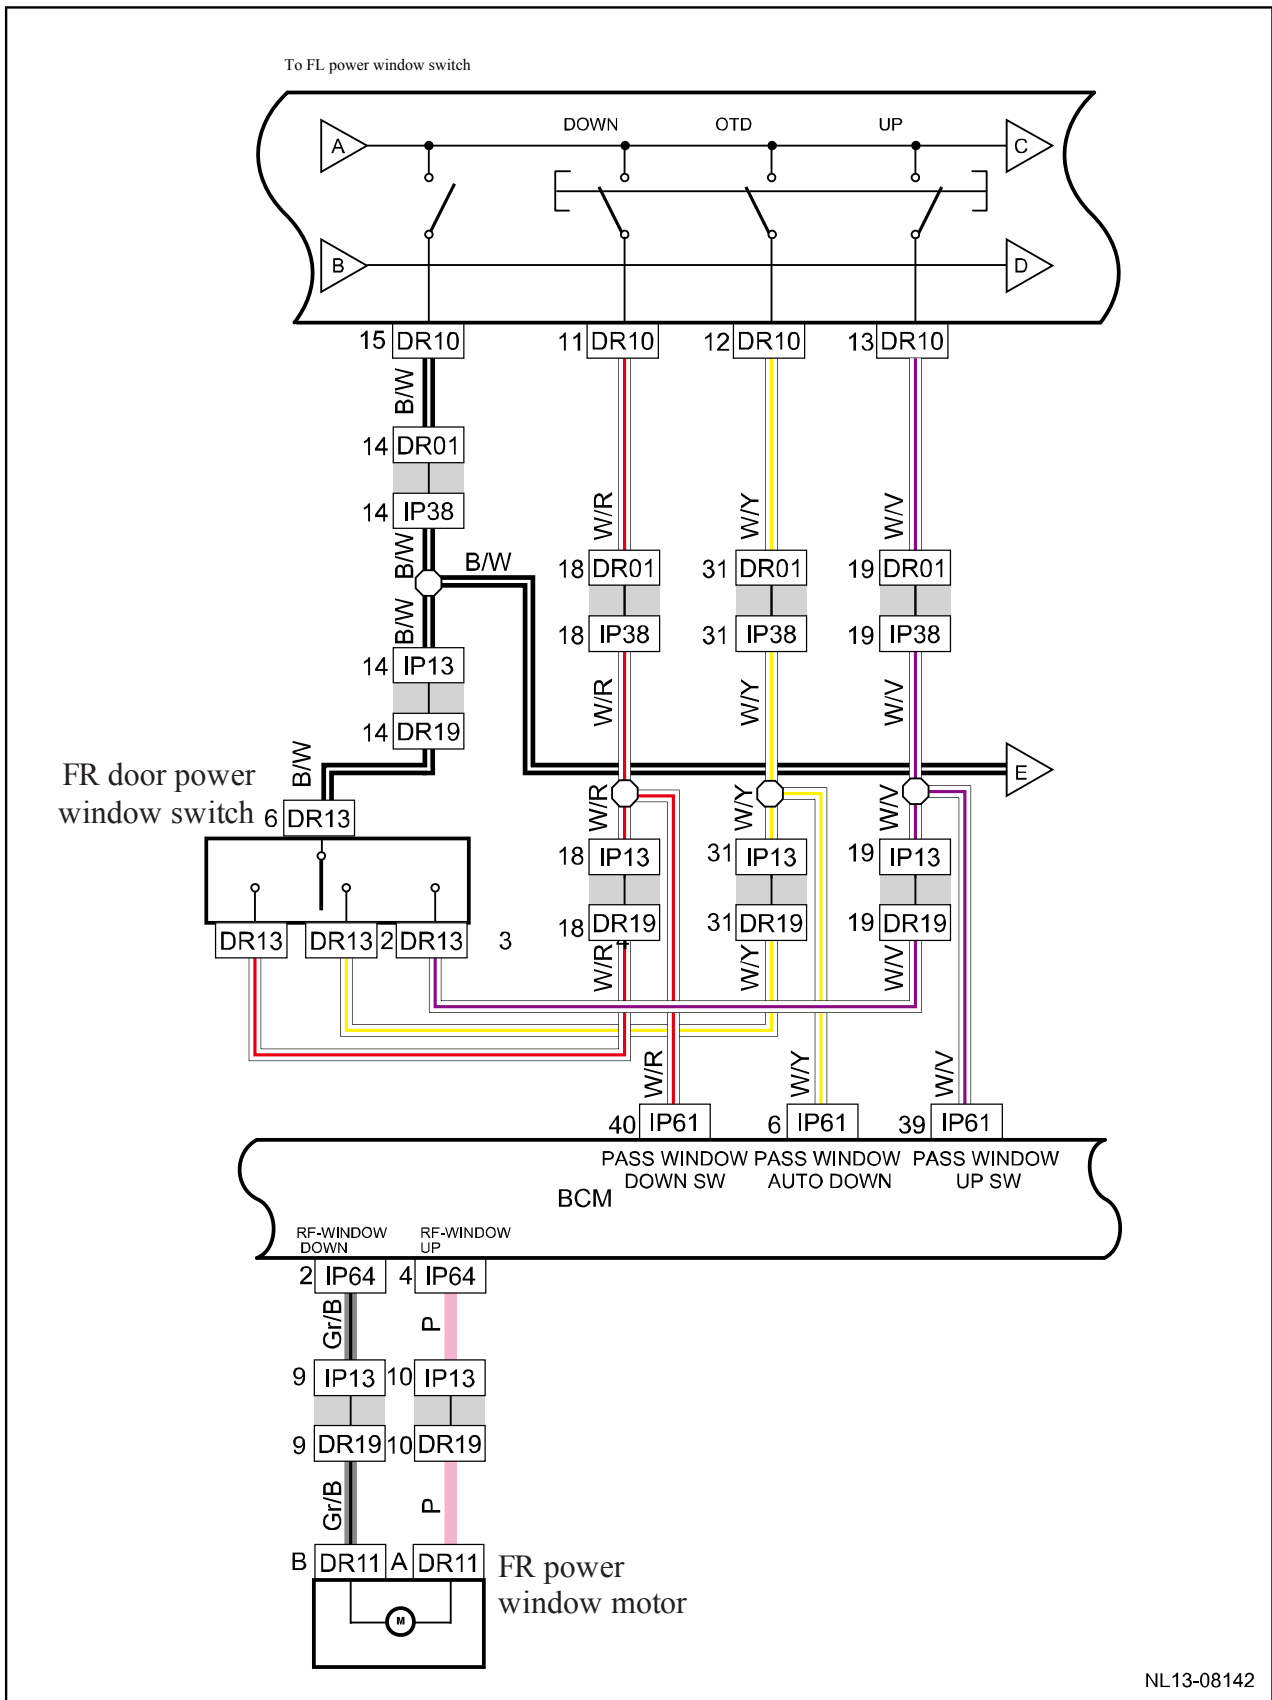 To FL power window switch
DOWN OTD UP
A C
B D
15 DR10 11 DR10 12 DR10 13 DR10
B/W
14 DR01
W/R W/Y W/V
14 IP38
B/W B/W 18 DR01 31 DR01 19 DR01
B/W 18 IP38 31 IP38 19 IP38
14 IP13
W/R W/Y W/V
14 DR19
B/W E
FR door power
window switch
6 DR13
W/R W/Y W/V
18 IP13 31 IP13 19 IP13
18 DR19 31 DR19 19 DR19
DR13 DR13 2 DR13 3 4
W/R W/Y W/V
W/R W/Y W/V
40 IP61 6 IP61 39 IP61
PASS WINDOW PASS WINDOW PASS WINDOW
DOWN SW AUTO DOWN UP SW
BCM
RF-WINDOW RF-WINDOW
DOWN UP
2 IP64 4 IP64
Gr/B P
9 IP13 10 IP13
9 DR19 10 DR19
Gr/B P
B DR11 A DR11
FR power
window motor
M
NL13-08142